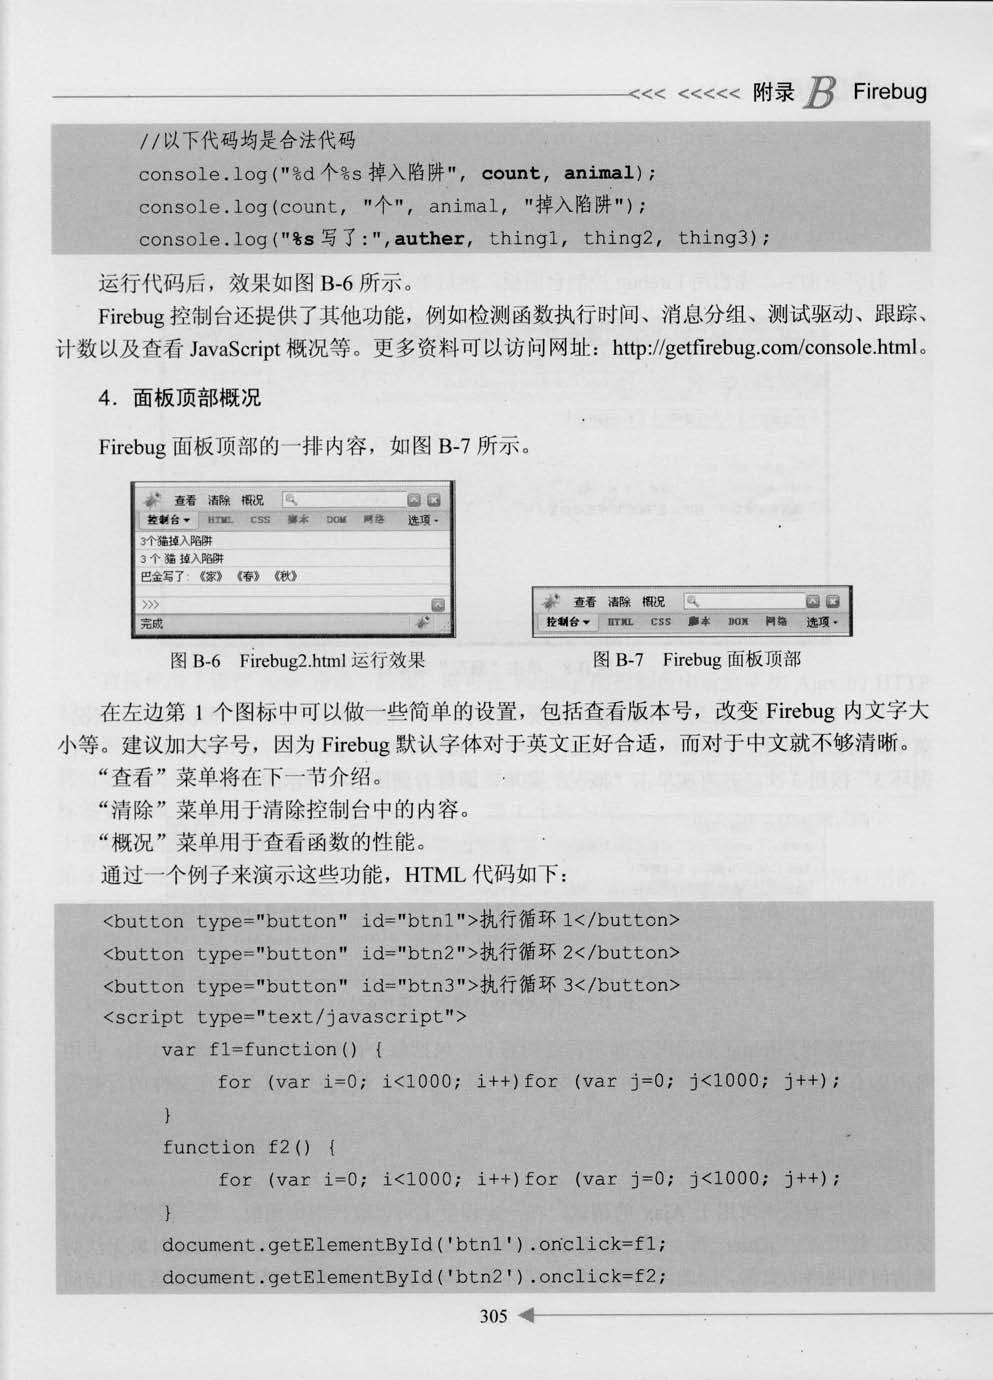 <<< <<<<< 附录 B Firebug
//以下代码均是合法代码
console.log("%d个%s掉入陷阱", count, animal);
console.log(count, "个", animal, "掉入陷阱");
console.log("%s写了:",auther, thing1, thing2, thing3);
运行代码后，效果如图 B-6 所示。
Firebug 控制台还提供了其他功能，例如检测函数执行时间、消息分组、测试驱动、跟踪、
计数以及查看 JavaScript 概况等。更多资料可以访问网址：http://getfirebug.com/console.html。
4．面板顶部概况
Firebug 面板顶部的一排内容，如图 B-7 所示。
查看 清除 概况
控制台 HTML CSS 脚本 DOM 网络 选项
3个猫掉入陷阱
3 个 猫 掉入陷阱
巴金写了: 《家》 《春》 《秋》
>>>
完成
图 B-6 Firebug2.html 运行效果
查看 清除 概况
控制台 HTML CSS 脚本 DOM 网络 选项
图 B-7 Firebug 面板顶部
在左边第 1 个图标中可以做一些简单的设置，包括查看版本号，改变 Firebug 内文字大
小等。建议加大字号，因为 Firebug 默认字体对于英文正好合适，而对于中文就不够清晰。
“查看”菜单将在下一节介绍。
“清除”菜单用于清除控制台中的内容。
“概况”菜单用于查看函数的性能。
通过一个例子来演示这些功能，HTML 代码如下：
<button type="button" id="btn1">执行循环 1</button>
<button type="button" id="btn2">执行循环 2</button>
<button type="button" id="btn3">执行循环 3</button>
<script type="text/javascript">
var f1=function() {
for (var i=0; i<1000; i++)for (var j=0; j<1000; j++);
}
function f2() {
for (var i=0; i<1000; i++)for (var j=0; j<1000; j++);
}
document.getElementById('btn1').onclick=f1;
document.getElementById('btn2').onclick=f2;
305